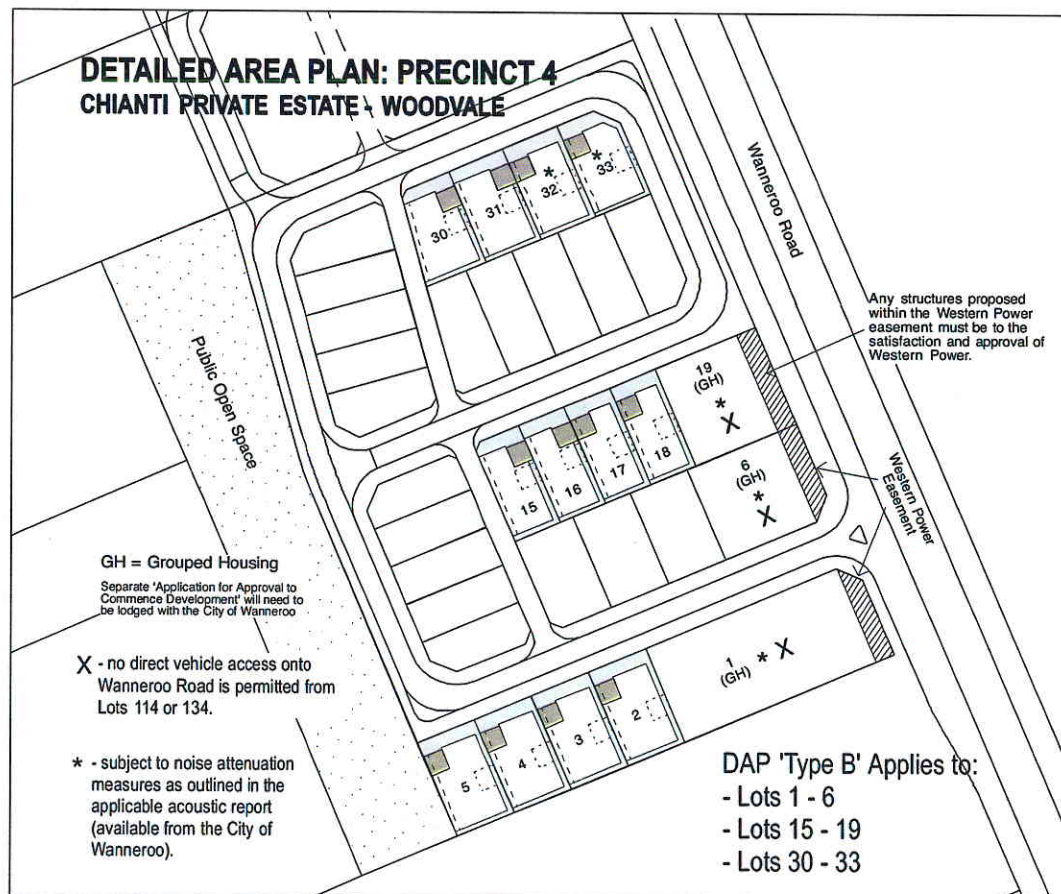 DETAILED AREA PLAN: PRECINCT 4
CHIANTI PRIVATE ESTATE - WOODVALE
Wanneroo Road
30
31
*
32
*
33
Any structures proposed
within the Western Power
easement must be to the
satisfaction and approval of
Western Power.
Public Open Space
19
(GH)
*
X
15
16
17
18
6
(GH)
*
X
Western Power
Easement
GH = Grouped Housing
Separate 'Application for Approval to
Commence Development' will need to
be lodged with the City of Wanneroo
X - no direct vehicle access onto
Wanneroo Road is permitted from
Lots 114 or 134.
1
(GH)
* X
5
4
3
2
* - subject to noise attenuation
measures as outlined in the
applicable acoustic report
(available from the City of
Wanneroo).
DAP 'Type B' Applies to:
- Lots 1 - 6
- Lots 15 - 19
- Lots 30 - 33